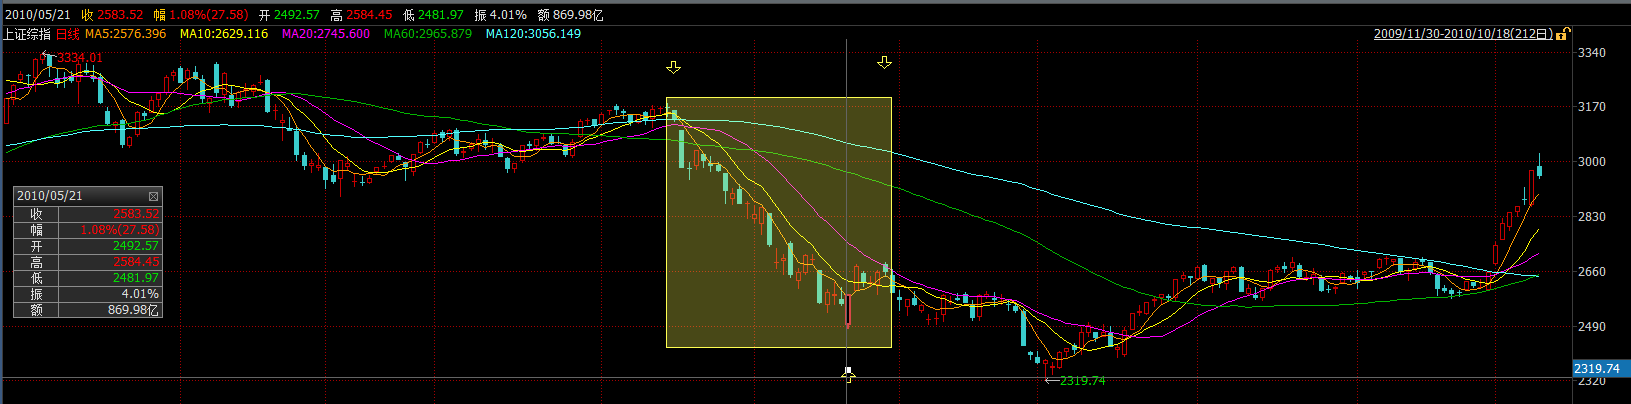 2010/05/21 收 2583.52 幅 1.08%(27.58) 开 2492.57 高 2584.45 低 2481.97 振 4.01% 额 869.98亿
上证综指 日线 MA5:2576.396 MA10:2629.116 MA20:2745.600 MA60:2965.879 MA120:3056.149 2009/11/30-2010/10/18(212日)
3334.01
3340
3170
3000
2010/05/21
收 2583.52
幅 1.08%(27.58)
开 2492.57
高 2584.45
低 2481.97
振 4.01%
额 869.98亿
2830
2660
2490
2319.74
2319.74
2320